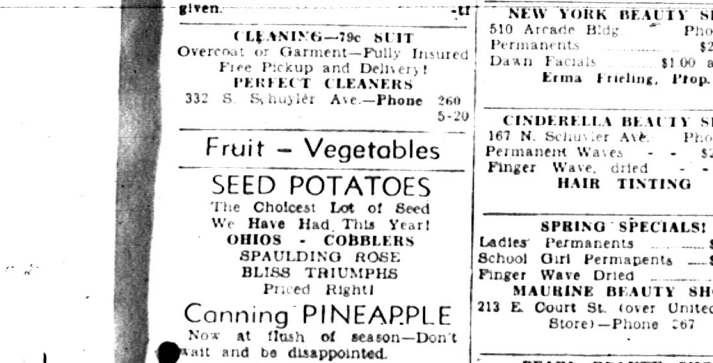 given. -tf
CLEANING—79c SUIT
Overcoat or Garment—Fully Insured
Free Pickup and Delivery!
PERFECT CLEANERS
332 S. Schuyler Ave.—Phone 260
5-20
Fruit - Vegetables
SEED POTATOES
The Choicest Lot of Seed
We Have Had This Year!
OHIOS - COBBLERS
SPAULDING ROSE
BLISS TRIUMPHS
Priced Right!
Canning PINEAPPLE
Now at flush of season—Don't
wait and be disappointed.
NEW YORK BEAUTY
510 Arcade Bldg.
Permanents
Dawn Facials $1.00
Erma Frieling, Prop.
CINDERELLA BEAUTY
167 N. Schuyler Ave.
Permanent Waves - -
Finger Wave, dried - -
HAIR TINTING
SPRING SPECIALS!
Ladies' Permanents
School Girl Permapents
Finger Wave Dried
MAURINE BEAUTY
213 E. Court St. (over
Store)—Phone 267